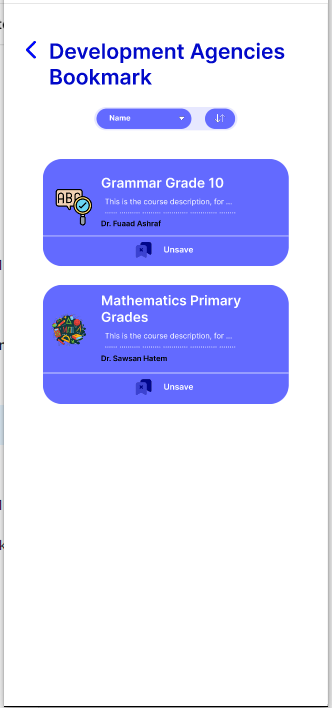 Development Agencies
Bookmark
Name
ABC
Grammar Grade 10
This is the course description, for ...
...... .......... ........ ........... ........... ........ ........
Dr. Fuaad Ashraf
Unsave
Mathematics Primary
Grades
This is the course description, for ...
...... .......... ........ ........... ........... ........ ........
Dr. Sawsan Hatem
Unsave